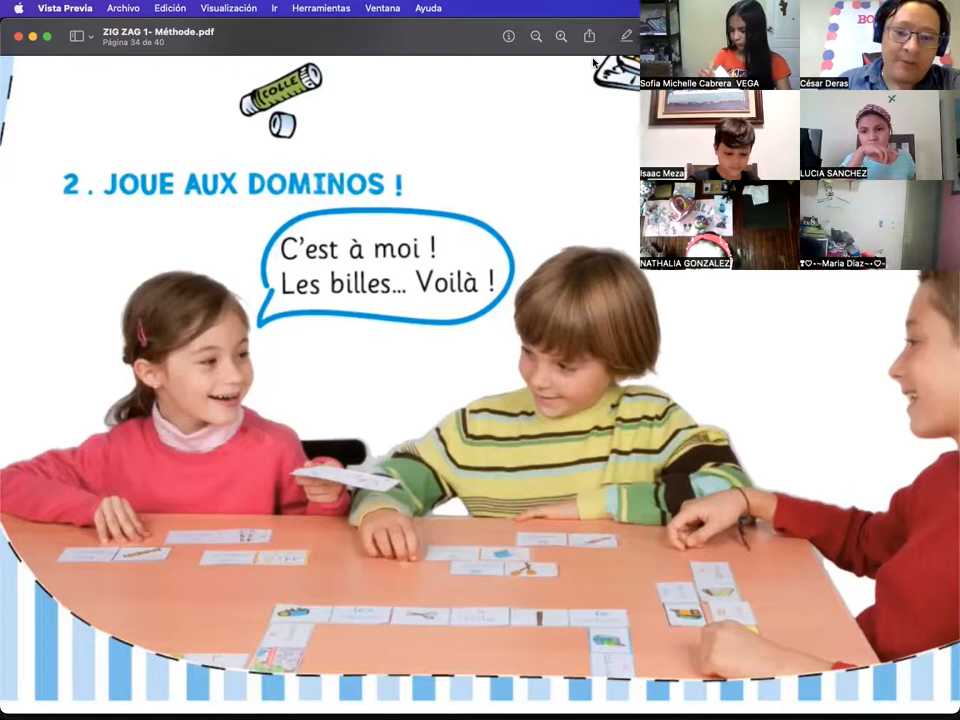 Vista Previa Archivo Edición Visualización Ir Herramientas Ventana Ayuda
ZIG ZAG 1- Méthode.pdf
Página 34 de 40
COLLE
2 . JOUE AUX DOMINOS !
C'est à moi !
Les billes... Voilà !
Sofia Michelle Cabrera VEGA
César Deras
BO
Isaac Meza
LUCIA SANCHEZ
NATHALIA GONZALEZ
Maria Diaz